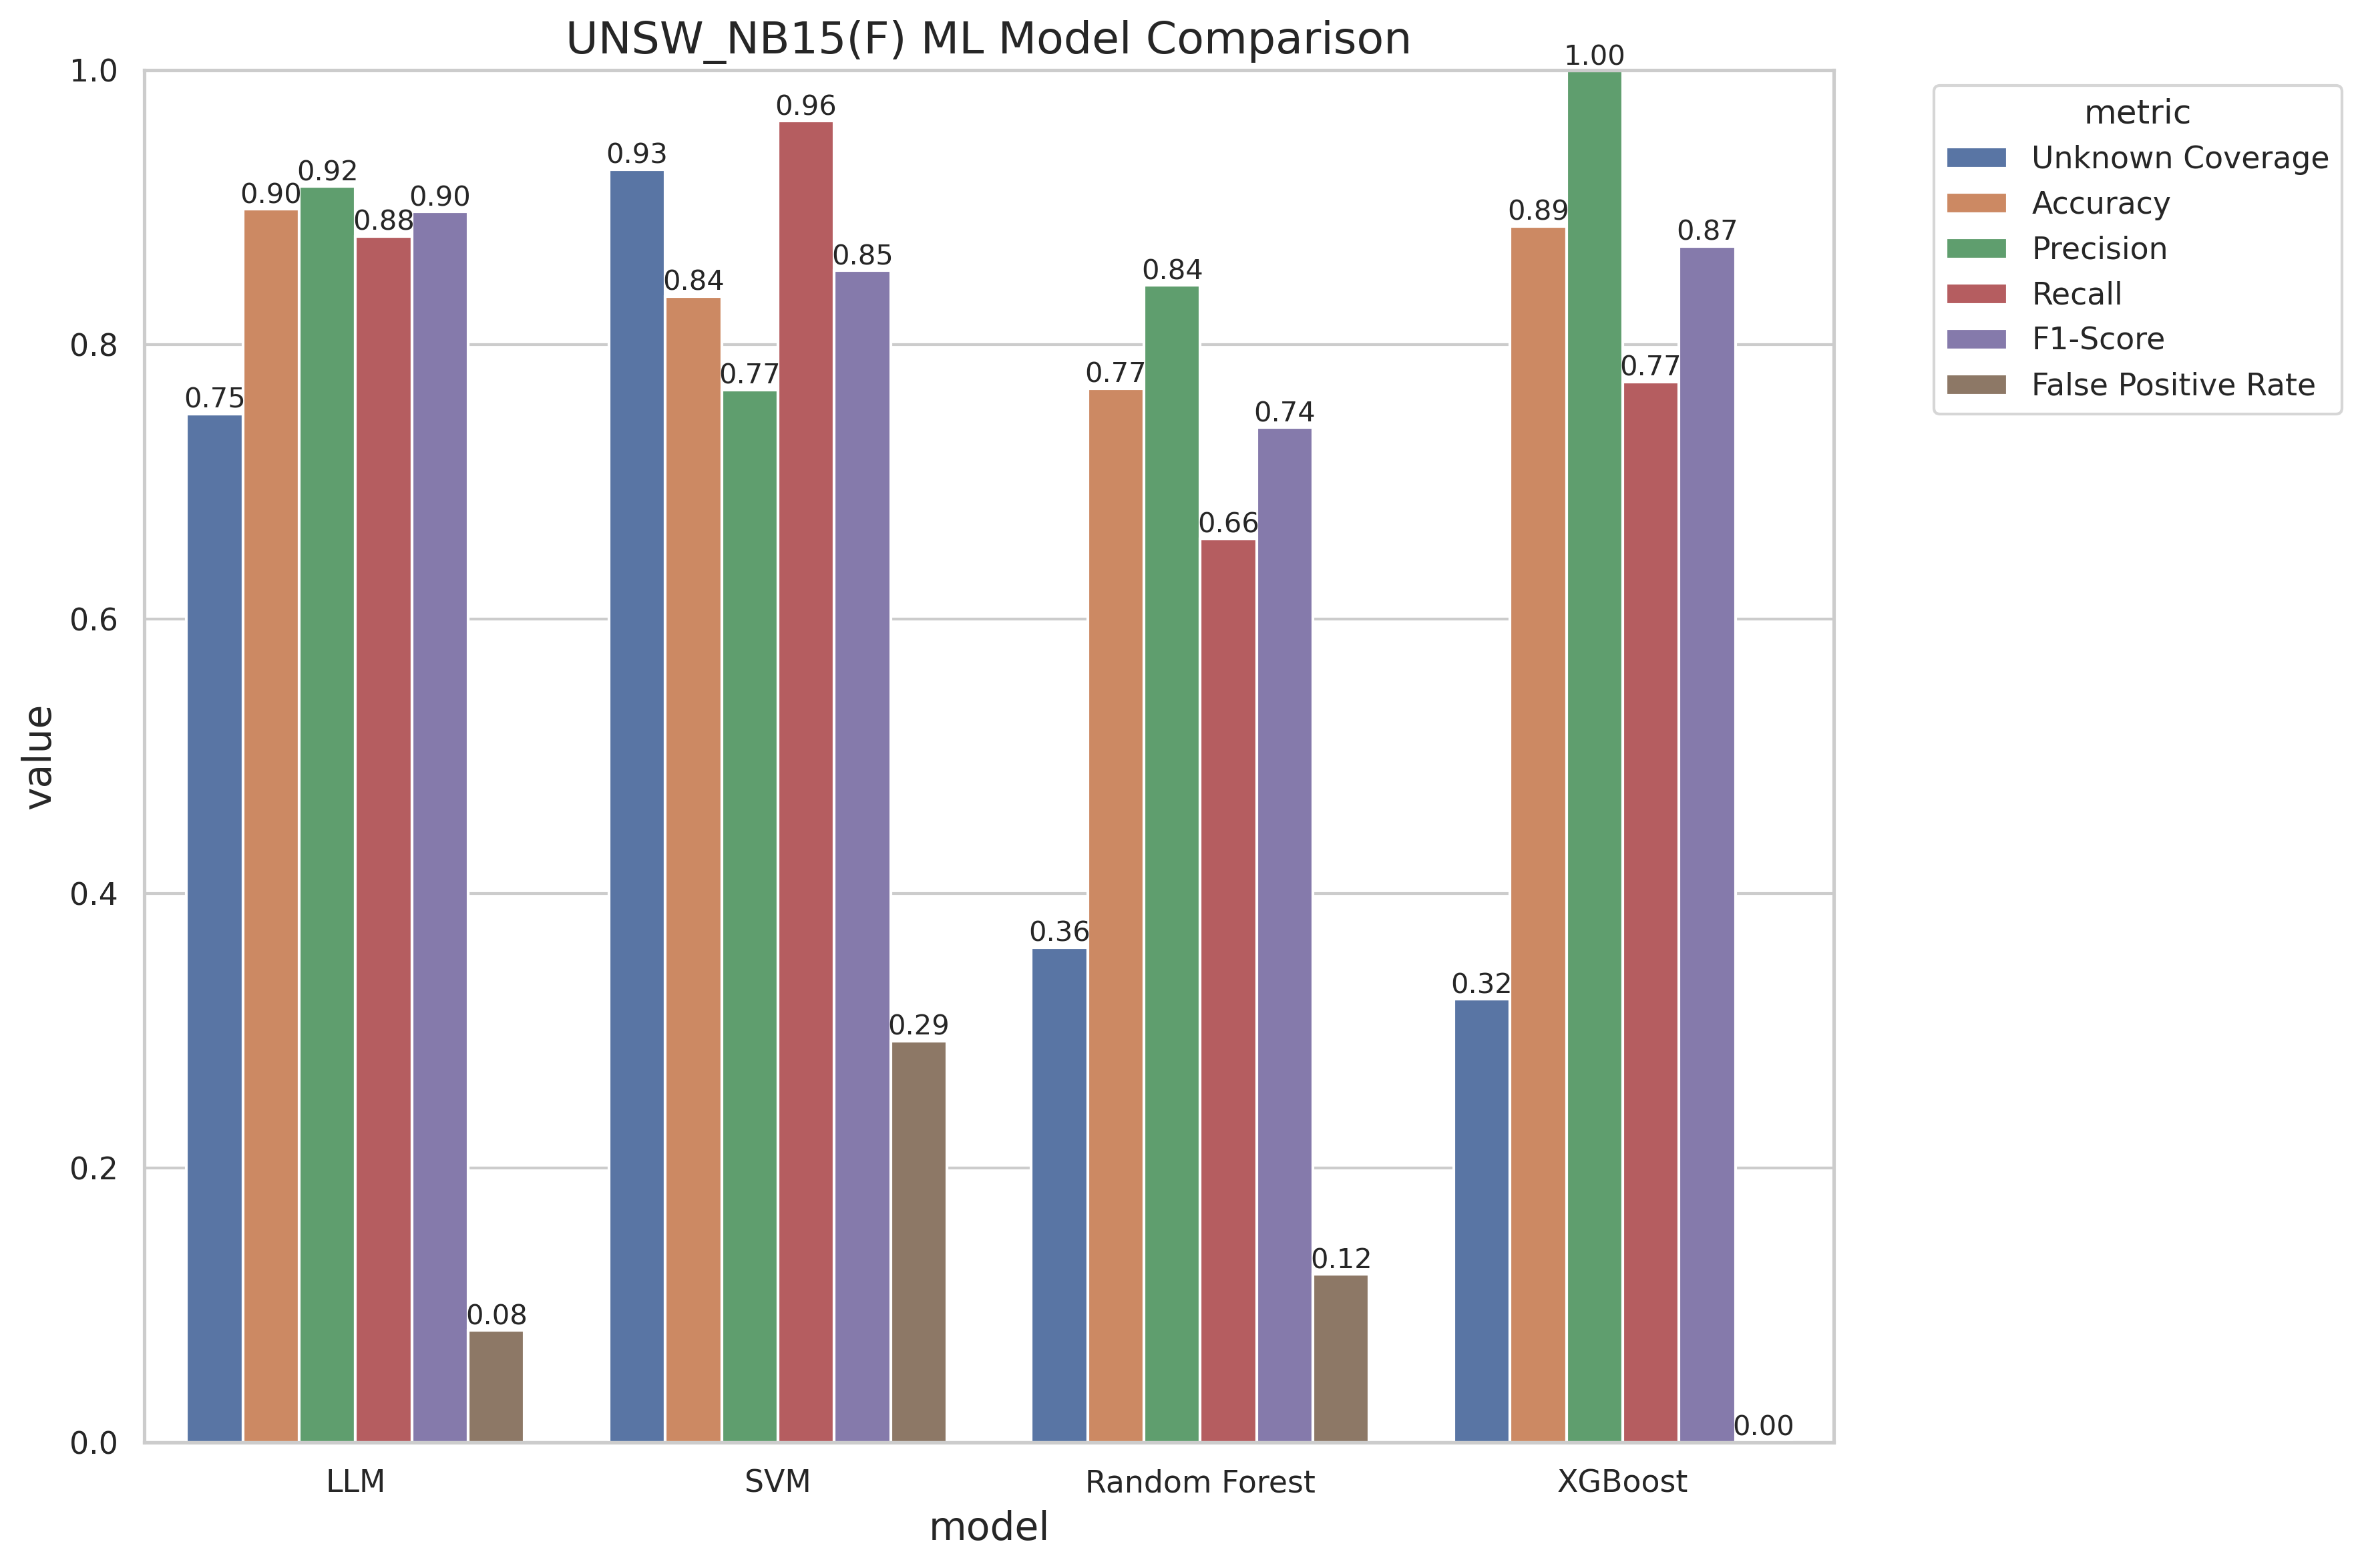 UNSW_NB15(F) ML Model Comparison
value
1.0
0.8
0.6
0.4
0.2
0.0
0.75
0.90
0.92
0.88
0.90
0.08
0.93
0.84
0.77
0.96
0.85
0.29
0.36
0.77
0.84
0.66
0.74
0.12
0.32
0.89
1.00
0.77
0.87
0.00
LLM
SVM
Random Forest
XGBoost
model
metric
Unknown Coverage
Accuracy
Precision
Recall
F1-Score
False Positive Rate